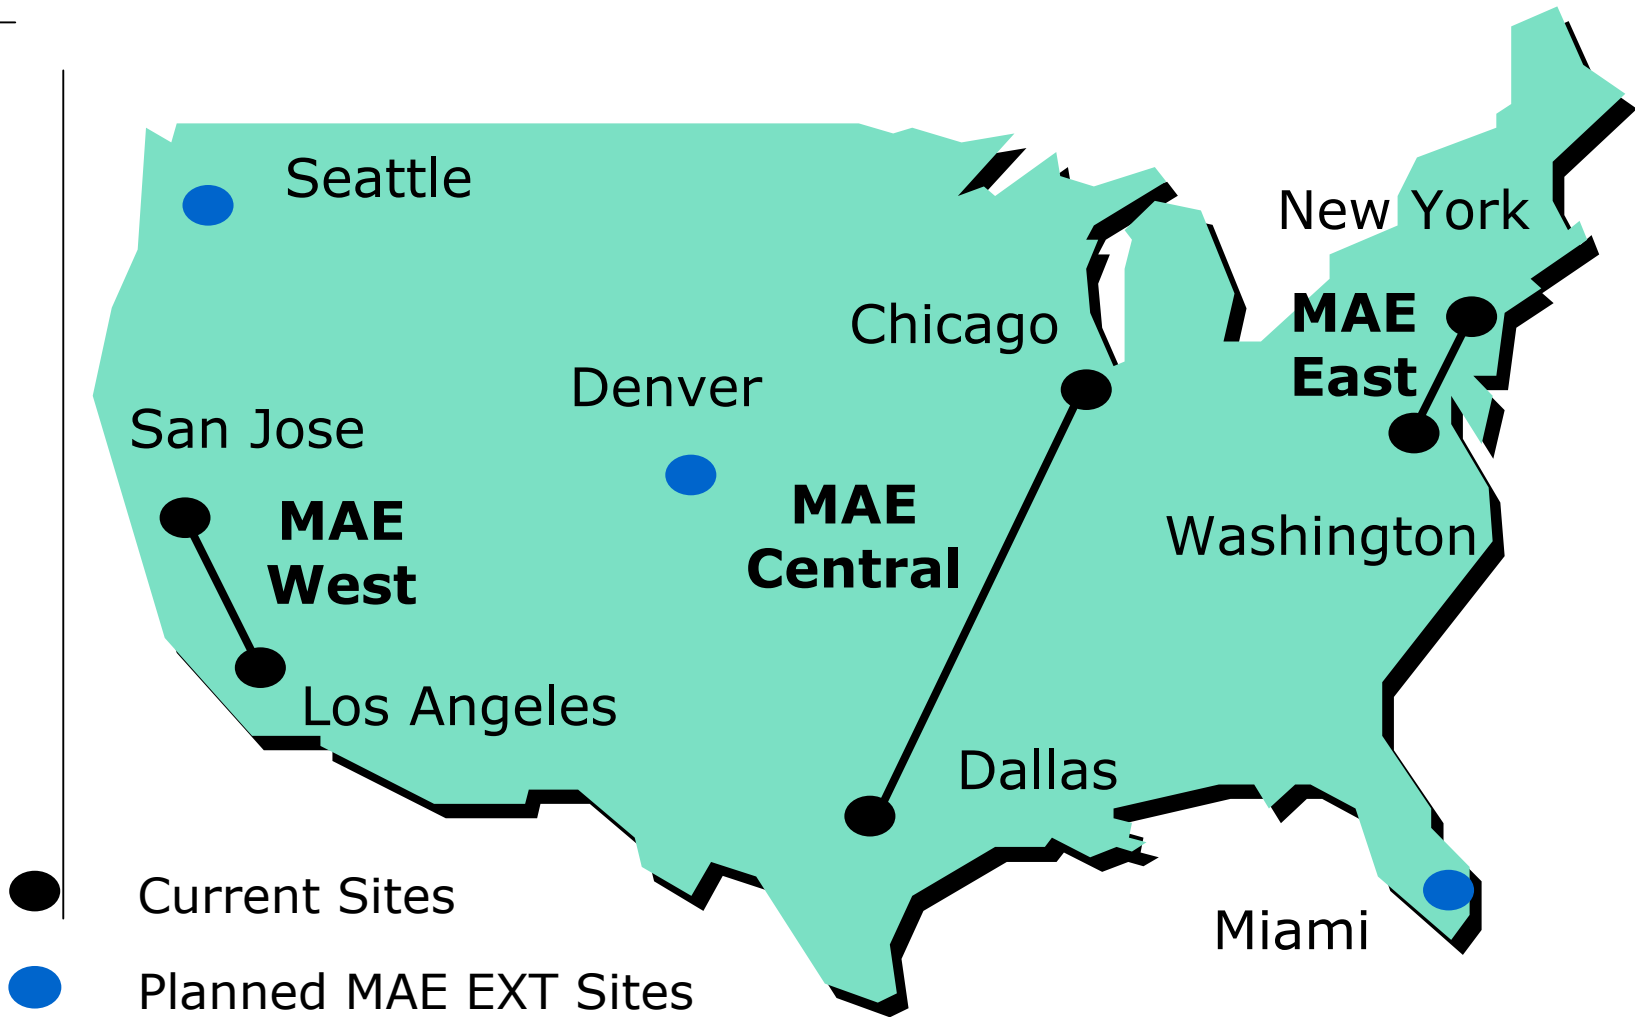 Seattle
New York
MAE
East
Chicago
Denver
San Jose
MAE
Central
MAE
West
Washington
Los Angeles
Dallas
Current Sites
Miami
Planned MAE EXT Sites